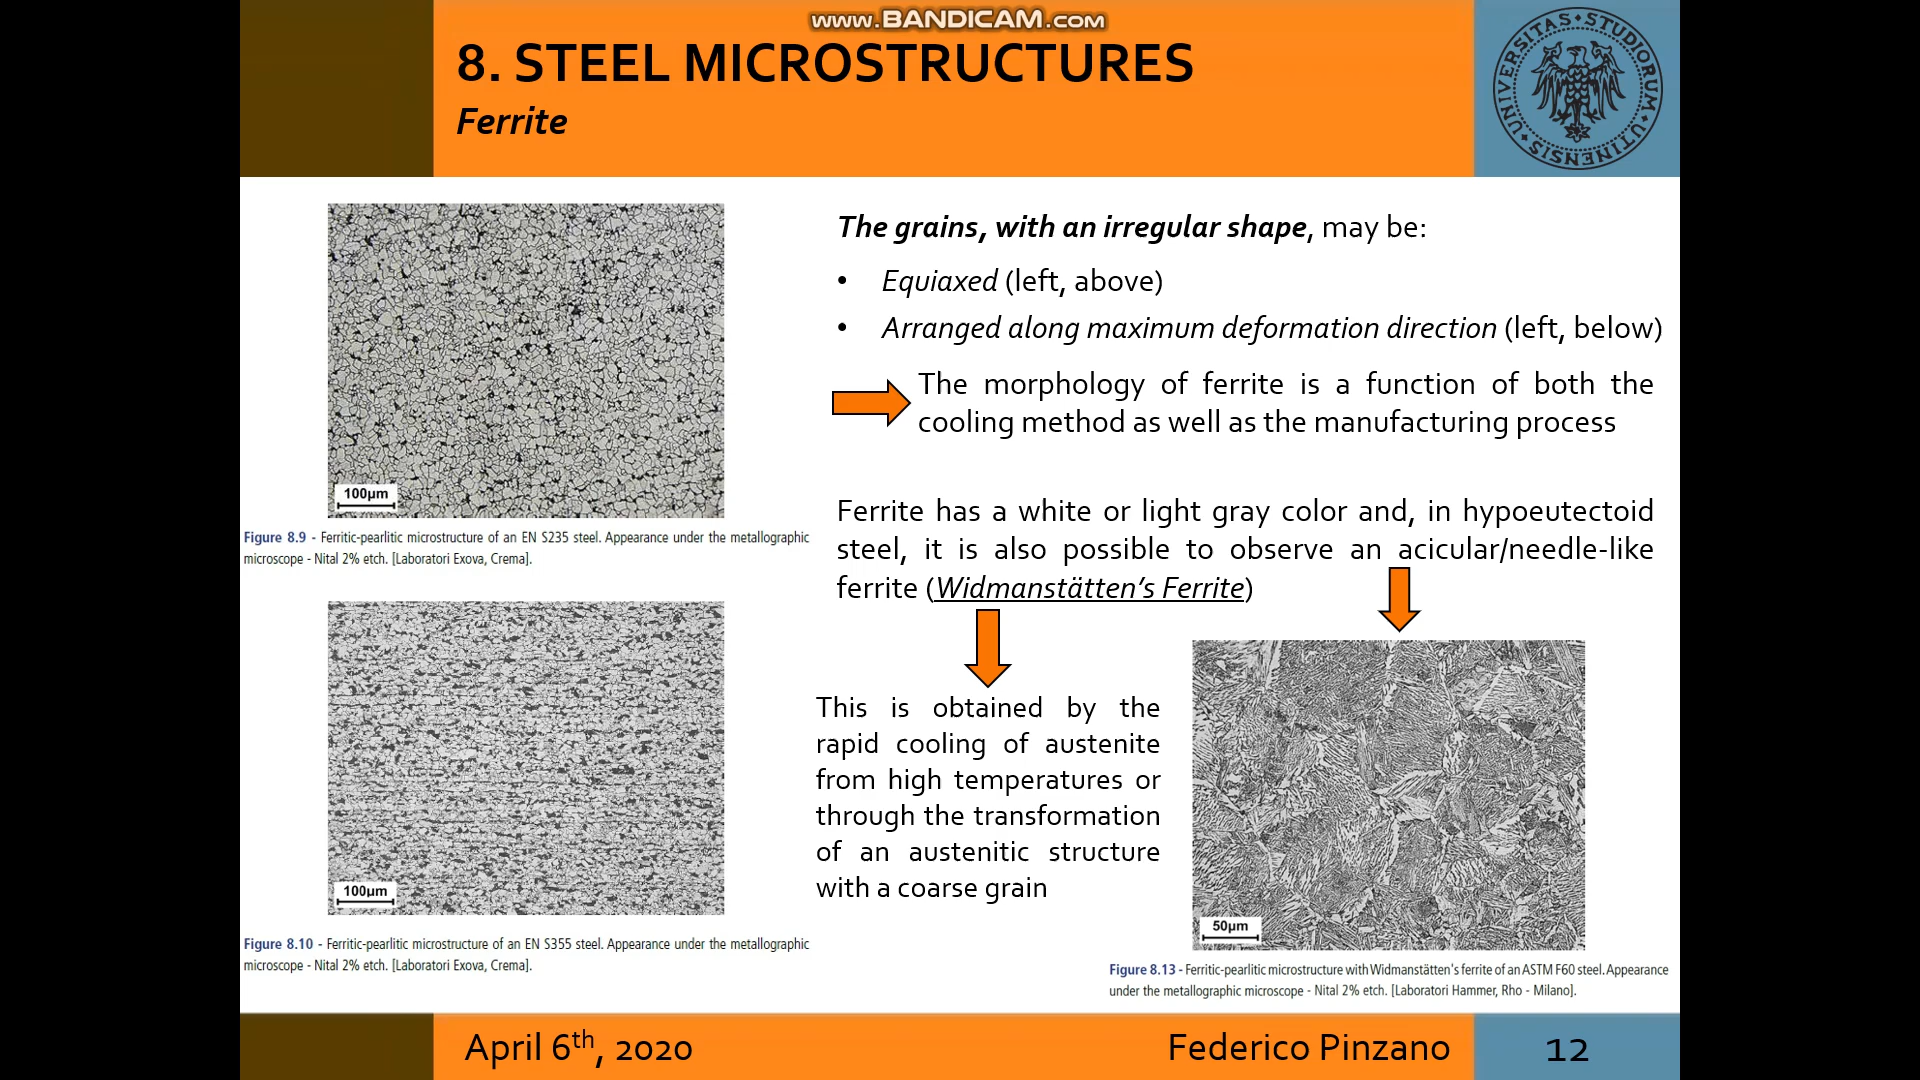 www.BANDICAM.com
8. STEEL MICROSTRUCTURES
Ferrite
UNIVERSITAS STUDIORUM UTINENSIS
100µm
Figure 8.9 - Ferritic-pearlitic microstructure of an EN S235 steel. Appearance under the metallographic
microscope - Nital 2% etch. [Laboratori Exova, Crema].
100µm
Figure 8.10 - Ferritic-pearlitic microstructure of an EN S355 steel. Appearance under the metallographic
microscope - Nital 2% etch. [Laboratori Exova, Crema].
The grains, with an irregular shape, may be:
• Equiaxed (left, above)
• Arranged along maximum deformation direction (left, below)
The morphology of ferrite is a function of both the
cooling method as well as the manufacturing process
Ferrite has a white or light gray color and, in hypoeutectoid
steel, it is also possible to observe an acicular/needle-like
ferrite (Widmanstätten’s Ferrite)
This is obtained by the
rapid cooling of austenite
from high temperatures or
through the transformation
of an austenitic structure
with a coarse grain
50µm
Figure 8.13 - Ferritic-pearlitic microstructure with Widmanstätten's ferrite of an ASTM F60 steel. Appearance
under the metallographic microscope - Nital 2% etch. [Laboratori Hammer, Rho - Milano].
April 6th, 2020
Federico Pinzano
12